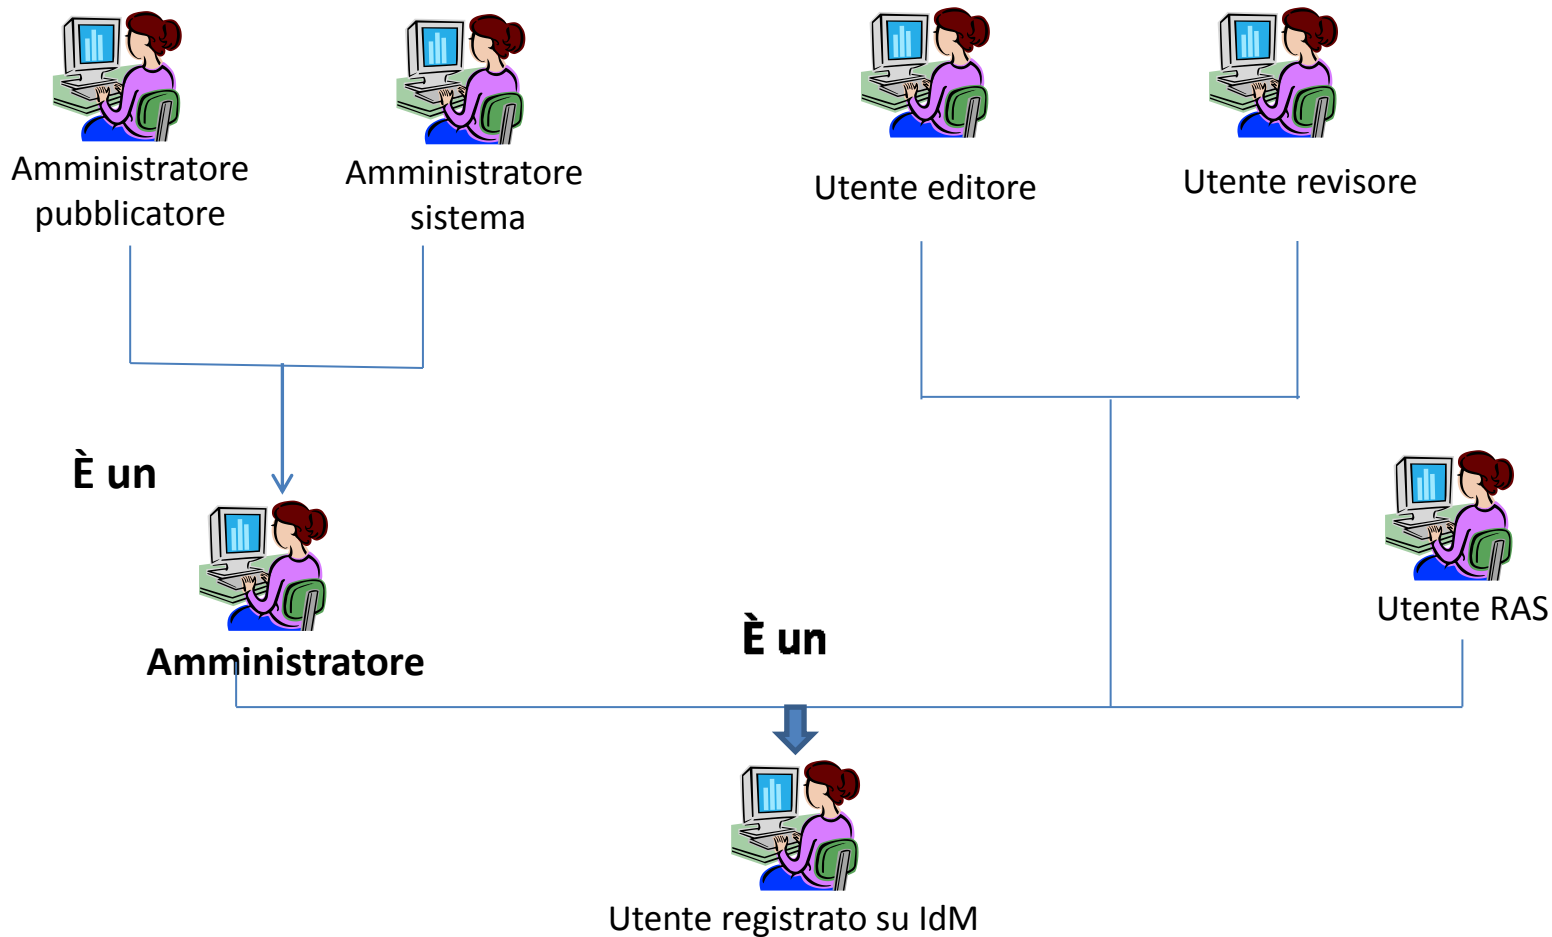 Amministratore
pubblicatore
Amministratore
sistema
Utente editore
Utente revisore
È un
Amministratore
È un
Utente RAS
Utente registrato su IdM